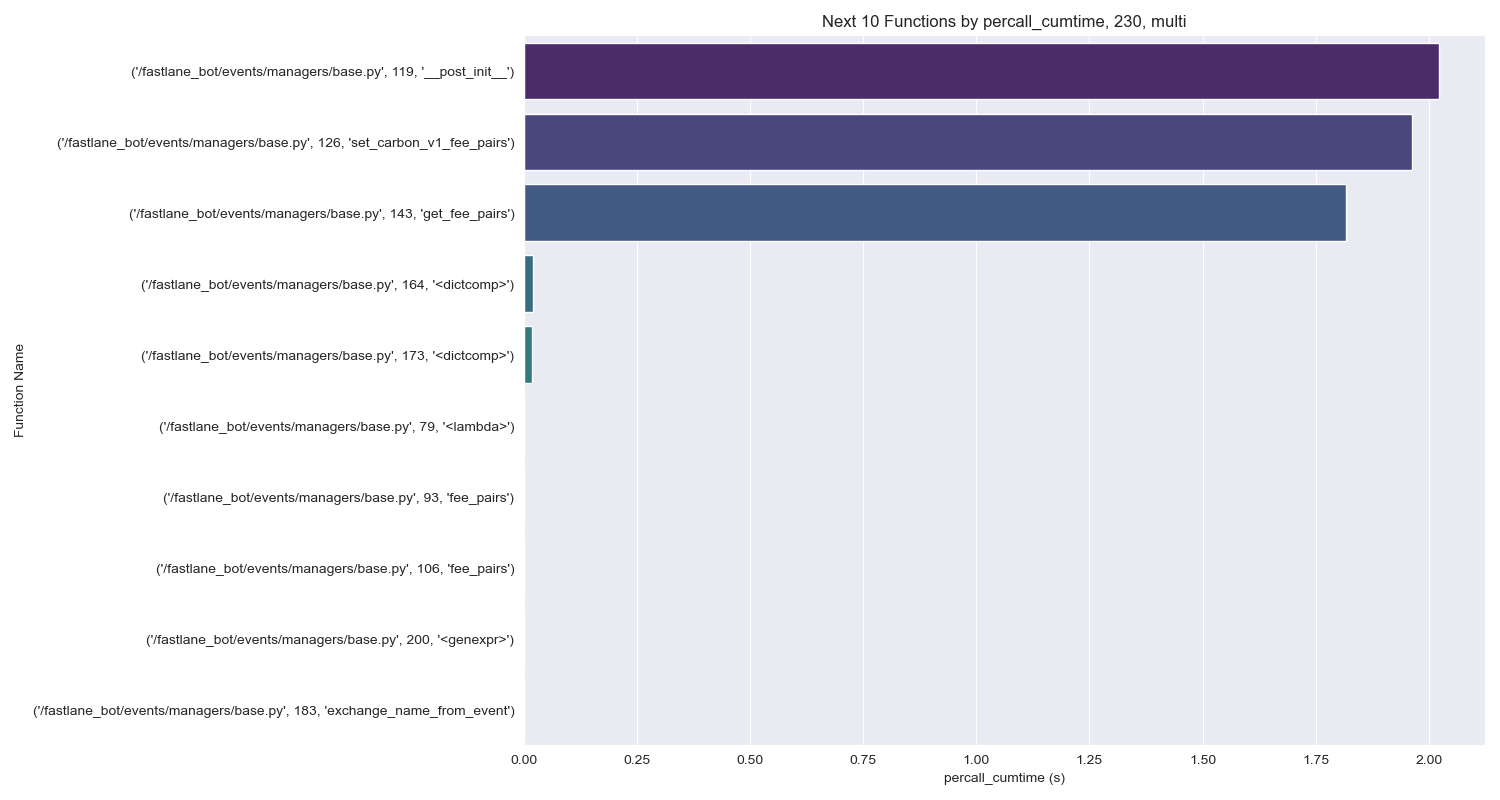 Next 10 Functions by percall_cumtime, 230, multi
('/fastlane_bot/events/managers/base.py', 119, '__post_init__')
('/fastlane_bot/events/managers/base.py', 126, 'set_carbon_v1_fee_pairs')
('/fastlane_bot/events/managers/base.py', 143, 'get_fee_pairs')
('/fastlane_bot/events/managers/base.py', 164, '<dictcomp>')
('/fastlane_bot/events/managers/base.py', 173, '<dictcomp>')
('/fastlane_bot/events/managers/base.py', 79, '<lambda>')
('/fastlane_bot/events/managers/base.py', 93, 'fee_pairs')
('/fastlane_bot/events/managers/base.py', 106, 'fee_pairs')
('/fastlane_bot/events/managers/base.py', 200, '<genexpr>')
('/fastlane_bot/events/managers/base.py', 183, 'exchange_name_from_event')
Function Name
0.00 0.25 0.50 0.75 1.00 1.25 1.50 1.75 2.00
percall_cumtime (s)